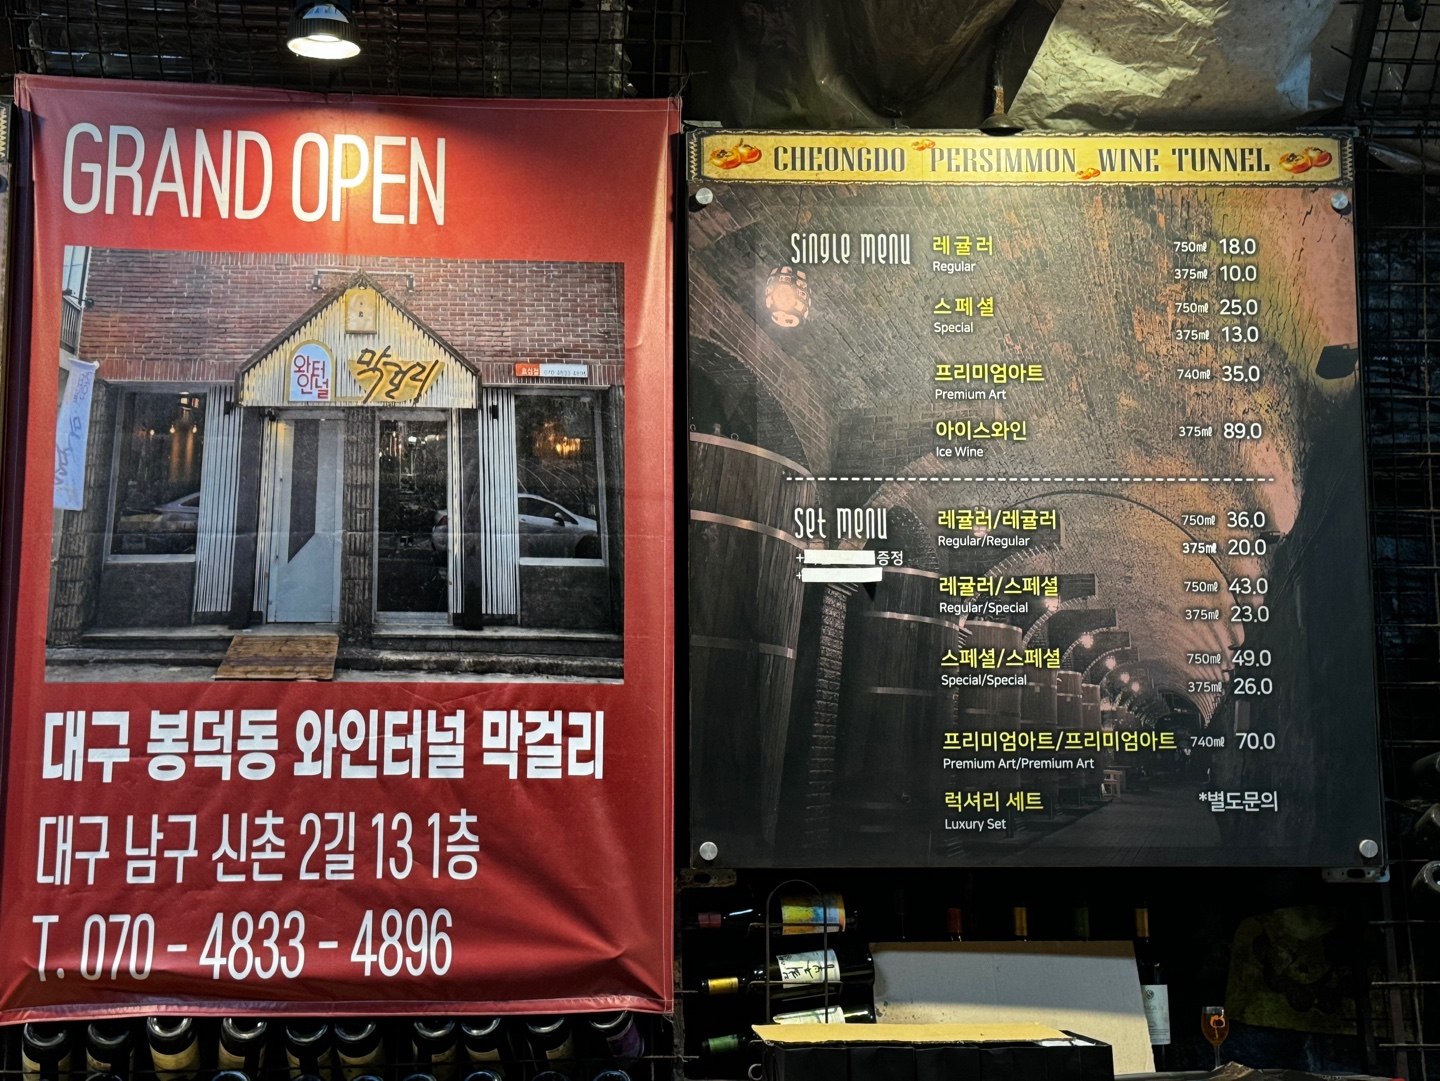 GRAND OPEN
와인터널
막걸리
070-4833-4896
대구 봉덕동 와인터널 막걸리
대구 남구 신촌 2길 13 1층
T. 070 - 4833 - 4896
CHEONGDO PERSIMMON WINE TUNNEL
Single Menu
레귤러 750㎖ 18.0
Regular 375㎖ 10.0
스페셜 750㎖ 25.0
Special 375㎖ 13.0
프리미엄아트 740㎖ 35.0
Premium Art
아이스와인 375㎖ 89.0
Ice Wine
Set Menu
+ 증정
+
레귤러/레귤러 750㎖ 36.0
Regular/Regular 375㎖ 20.0
레귤러/스페셜 750㎖ 43.0
Regular/Special 375㎖ 23.0
스페셜/스페셜 750㎖ 49.0
Special/Special 375㎖ 26.0
프리미엄아트/프리미엄아트 740㎖ 70.0
Premium Art/Premium Art
럭셔리 세트 *별도문의
Luxury Set